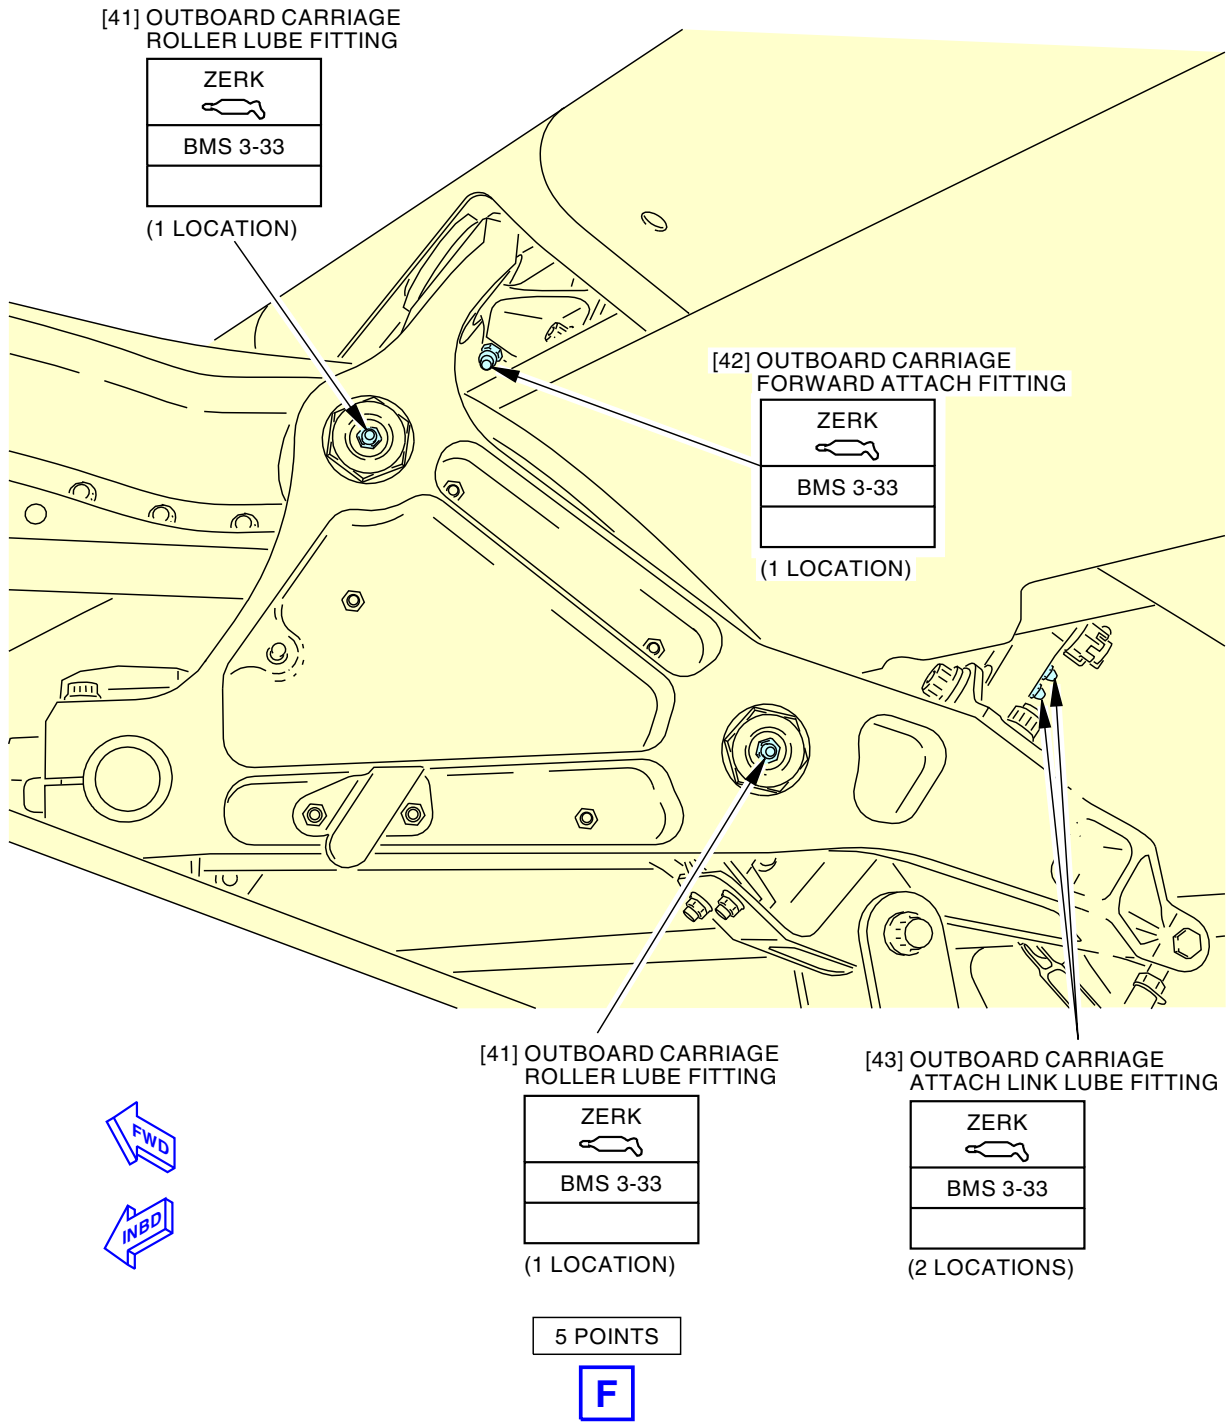 [41] OUTBOARD CARRIAGE
ROLLER LUBE FITTING
ZERK
BMS 3-33
(1 LOCATION)
[42] OUTBOARD CARRIAGE
FORWARD ATTACH FITTING
ZERK
BMS 3-33
(1 LOCATION)
[41] OUTBOARD CARRIAGE
ROLLER LUBE FITTING
ZERK
BMS 3-33
(1 LOCATION)
[43] OUTBOARD CARRIAGE
ATTACH LINK LUBE FITTING
ZERK
BMS 3-33
(2 LOCATIONS)
FWD
INBD
5 POINTS
F